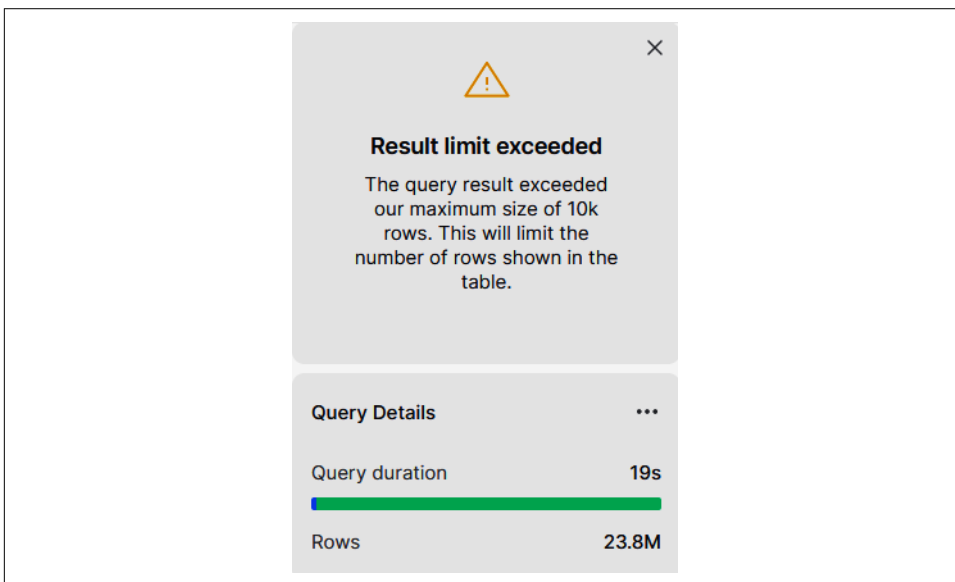 Result limit exceeded
The query result exceeded
our maximum size of 10k
rows. This will limit the
number of rows shown in the
table.
Query Details
Query duration 19s
Rows 23.8M